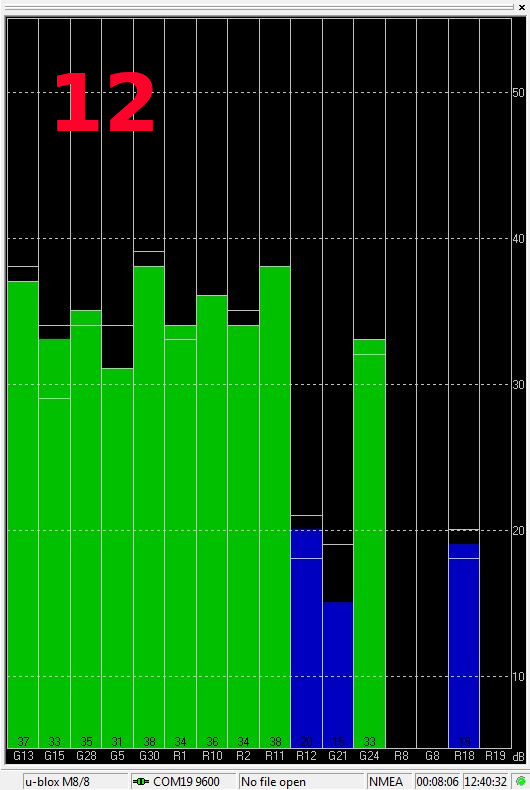 12
50
40
30
20
10
37 33 35 31 38 34 36 34 38 20 15 33 19
G13 G15 G28 G5 G30 R1 R10 R2 R11 R12 G21 G24 R8 G8 R18 R19 dB
u-blox M8/8 COM19 9600 No file open NMEA 00:08:06 12:40:32